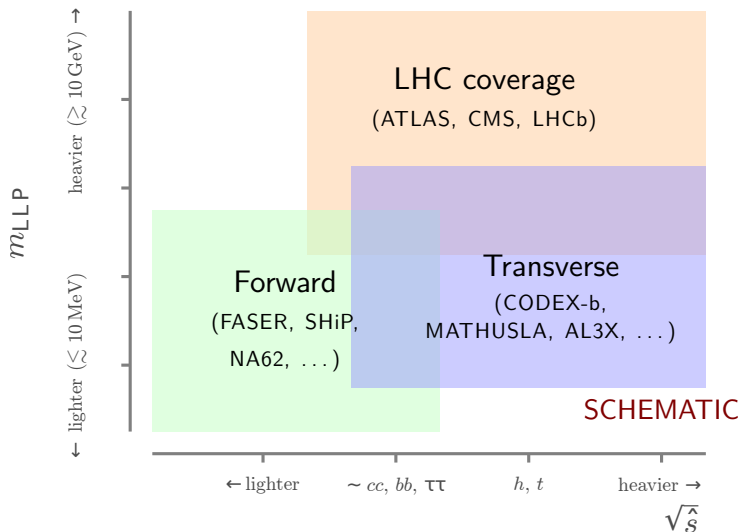 heavier (≳ 10 GeV) →
m_LLP
← lighter (≲ 10 MeV)
LHC coverage
(ATLAS, CMS, LHCb)
Forward
(FASER, SHiP,
NA62, ...)
Transverse
(CODEX-b,
MATHUSLA, AL3X, ...)
SCHEMATIC
← lighter
∼ cc, bb, ττ
h, t
heavier →
√ŝ